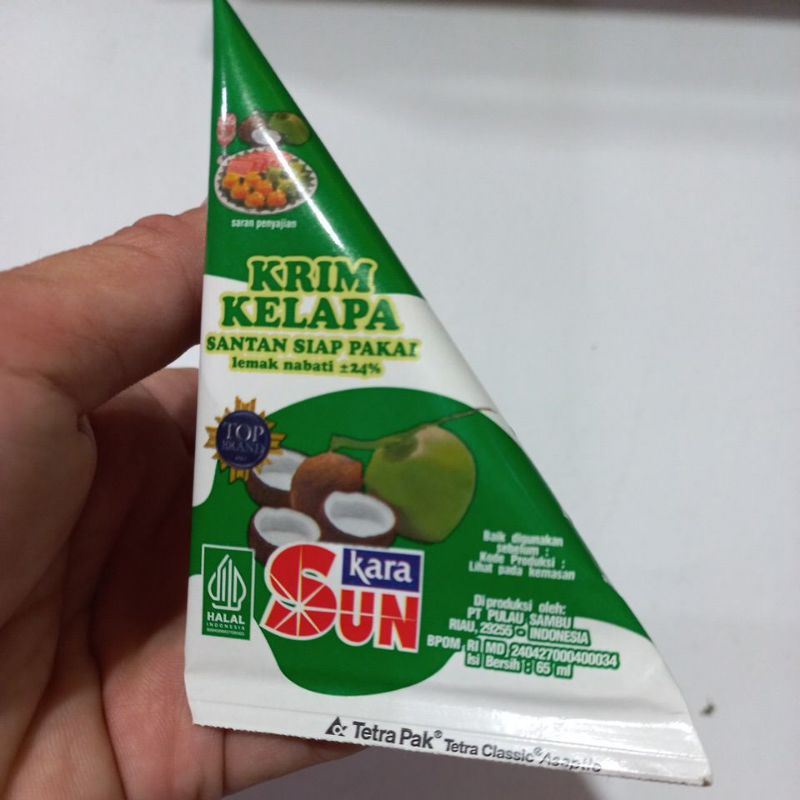 saran penyajian
KRIM
KELAPA
SANTAN SIAP PAKAI
lemak nabati ±24%
TOP
BRAND
kara
SUN
HALAL
INDONESIA
Baik digunakan
sebelum :
Kode Produksi :
Lihat pada kemasan
Diproduksi oleh:
PT PULAU SAMBU
RIAU, 29255 - INDONESIA
BPOM RI MD 240427000400034
Isi Bersih : 65 ml
Tetra Pak® Tetra Classic® Aseptic